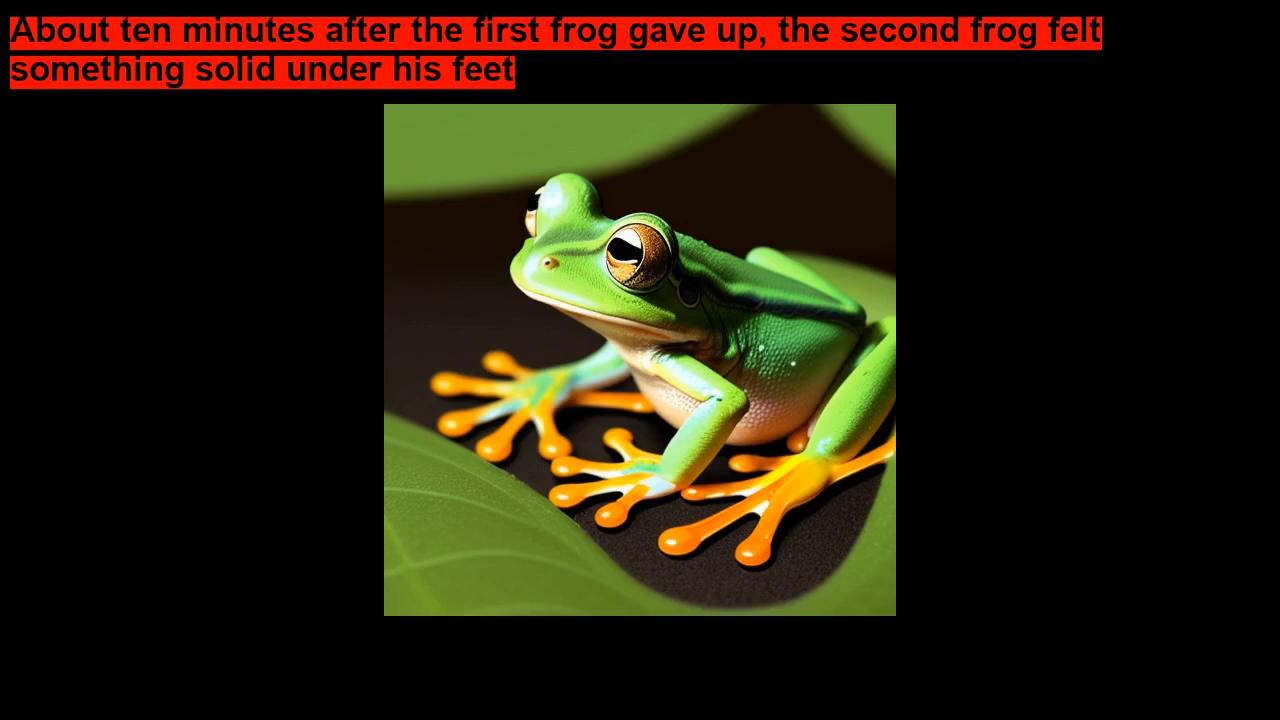 About ten minutes after the first frog gave up, the second frog felt
something solid under his feet